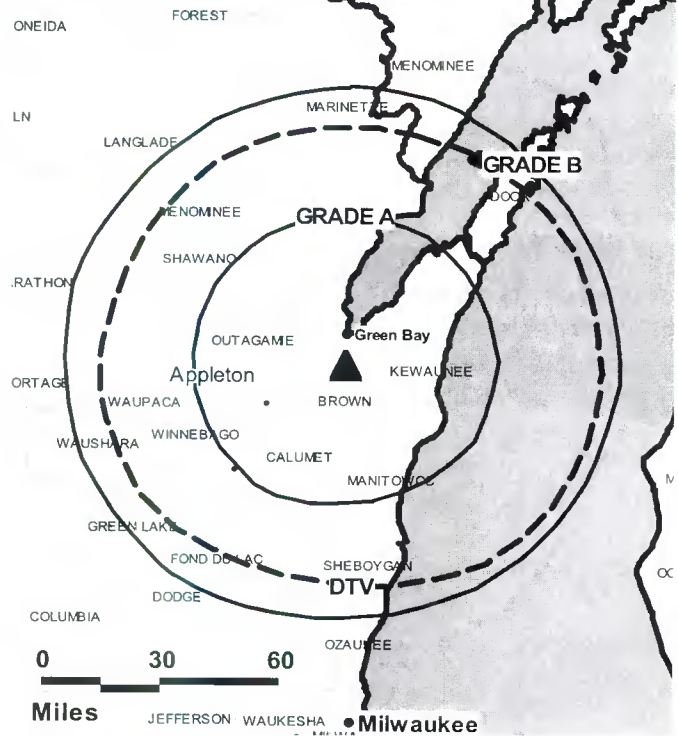 FOREST
ONEIDA
MENOMINEE
MARINETTE
LN
LANGLADE
GRADE B
DOOR
MENOMINEE
GRADE A
SHAWANO
RATHON
Green Bay
OUTAGAMIE
KEWAUNEE
Appleton
ORTAGE
WAUPACA
BROWN
WINNEBAGO
WAUSHARA
CALUMET
MANITOWOC
M
GREEN LAKE
FOND DU LAC
SHEBOYGAN
OC
DTV
DODGE
COLUMBIA
OZAUKEE
0 30 60
Miles
JEFFERSON WAUKESHA Milwaukee